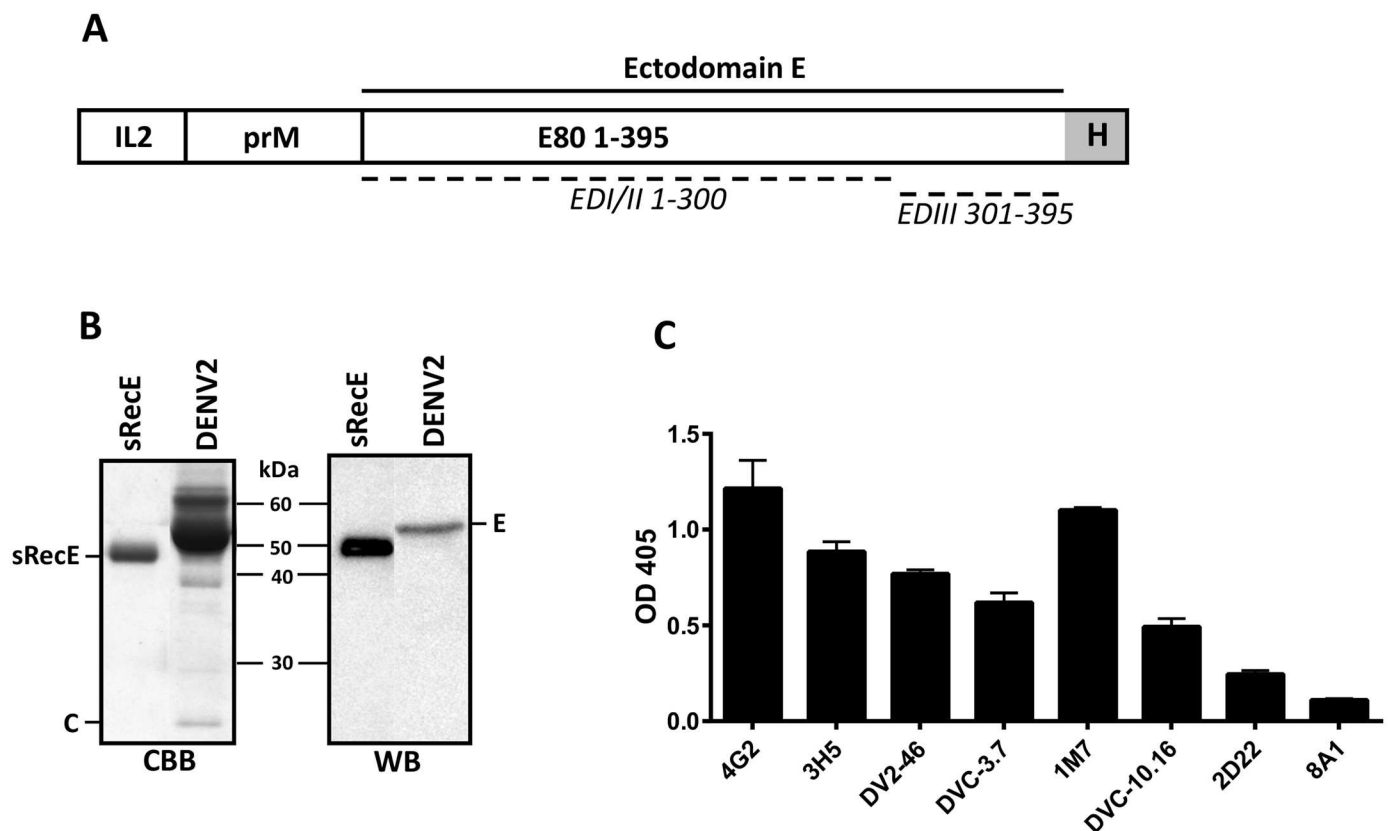 A
Ectodomain E
IL2 prM E80 1-395 H
EDI/II 1-300
EDIII 301-395
B
sRecE
DENV2
sRecE
DENV2
kDa
60
E
50
sRecE
40
30
C
CBB
WB
C
1.5
1.0
0.5
0.0
OD 405
4G2
3H5
DV2-46
DVC-3.7
1M7
DVC-10.16
2D22
8A1